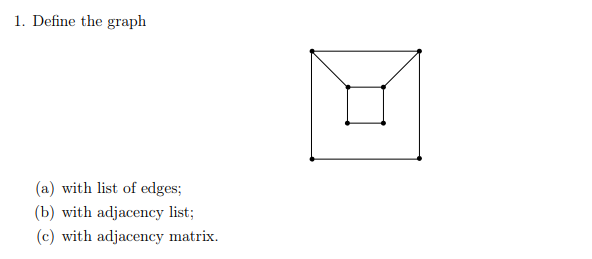 1. Define the graph
(a) with list of edges;
(b) with adjacency list;
(c) with adjacency matrix.